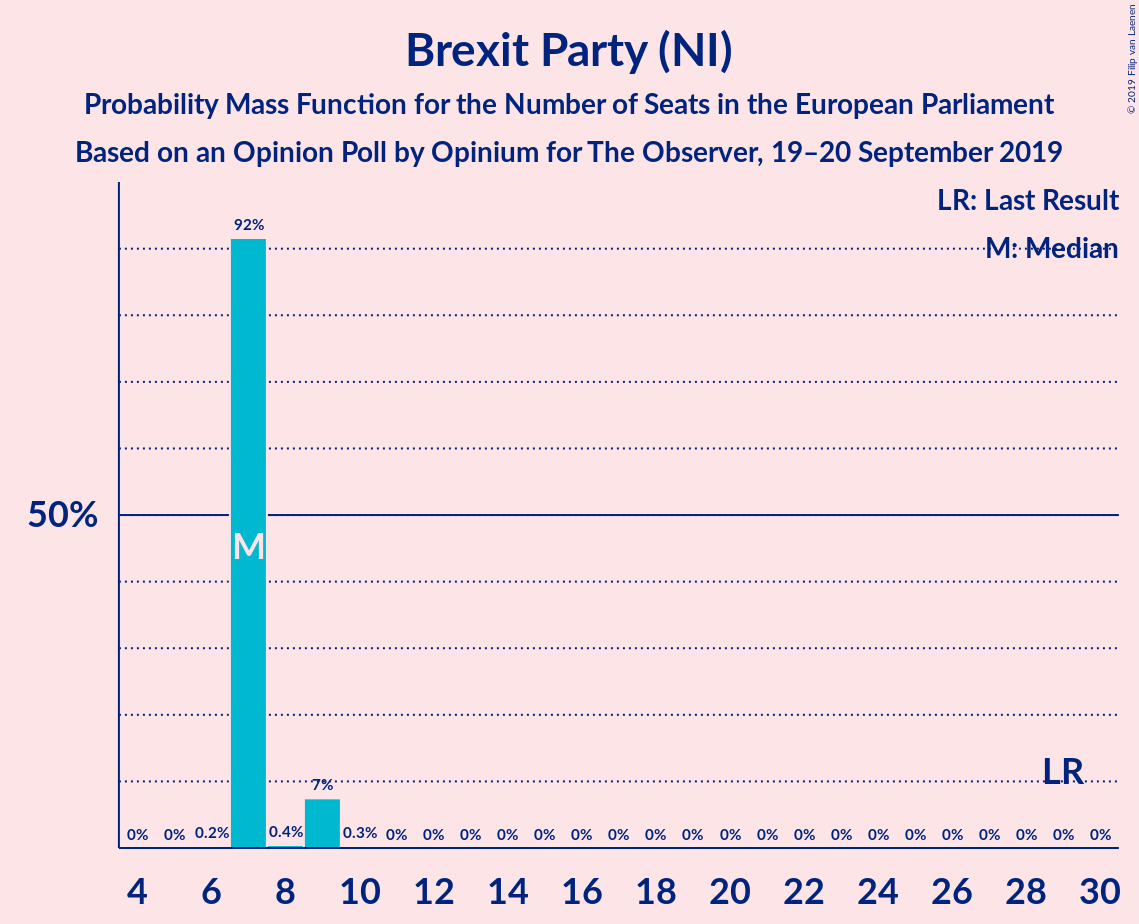 Brexit Party (NI)
Probability Mass Function for the Number of Seats in the European Parliament
Based on an Opinion Poll by Opinium for The Observer, 19–20 September 2019
© 2019 Filip van Laenen
LR: Last Result
M: Median
92%
50%
M
7%
LR
0% 0% 0.2% 0.4% 0.3% 0% 0% 0% 0% 0% 0% 0% 0% 0% 0% 0% 0% 0% 0% 0% 0% 0% 0% 0% 0%
4 6 8 10 12 14 16 18 20 22 24 26 28 30